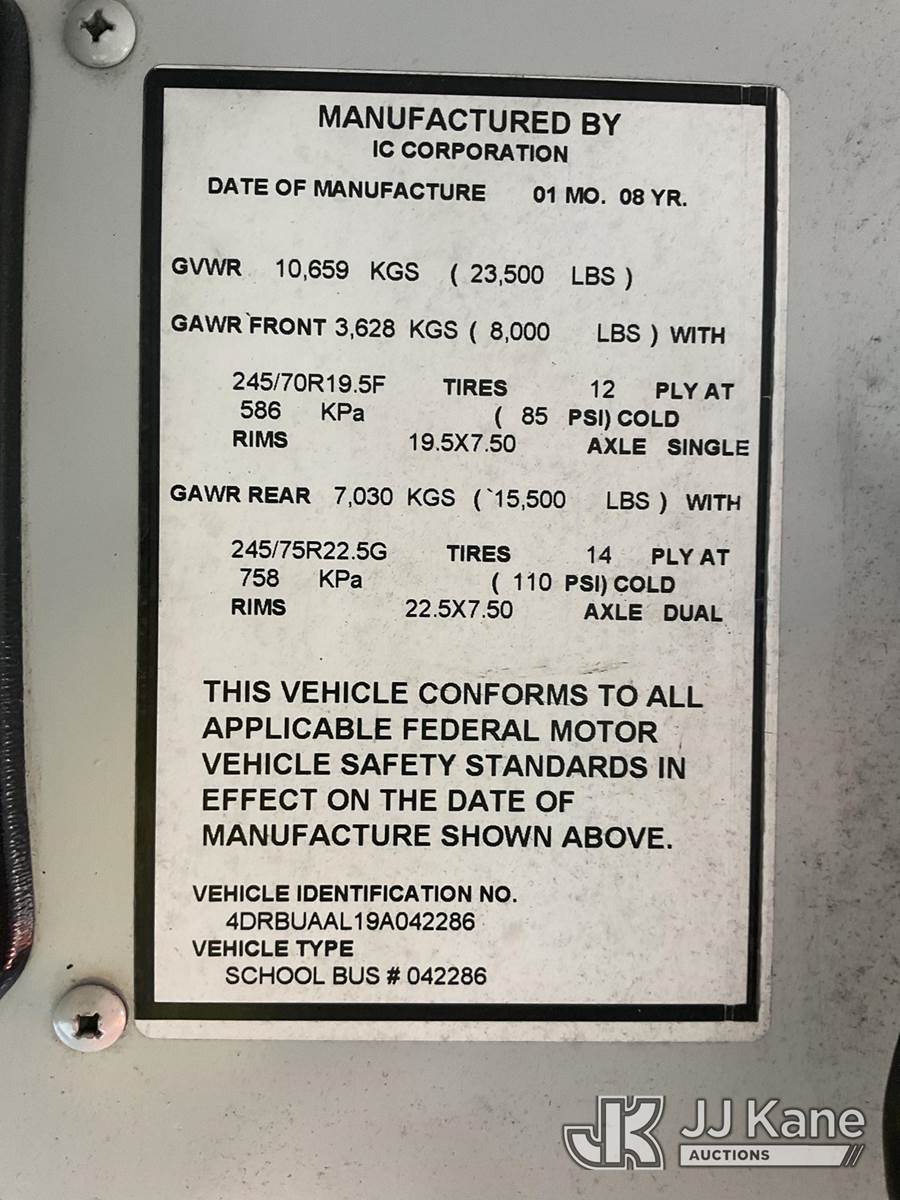 MANUFACTURED BY
IC CORPORATION
DATE OF MANUFACTURE 01 MO. 08 YR.
GVWR 10,659 KGS ( 23,500 LBS )
GAWR FRONT 3,628 KGS ( 8,000 LBS ) WITH
245/70R19.5F TIRES 12 PLY AT
586 KPa ( 85 PSI) COLD
RIMS 19.5X7.50 AXLE SINGLE
GAWR REAR 7,030 KGS ( 15,500 LBS ) WITH
245/75R22.5G TIRES 14 PLY AT
758 KPa ( 110 PSI) COLD
RIMS 22.5X7.50 AXLE DUAL
THIS VEHICLE CONFORMS TO ALL
APPLICABLE FEDERAL MOTOR
VEHICLE SAFETY STANDARDS IN
EFFECT ON THE DATE OF
MANUFACTURE SHOWN ABOVE.
VEHICLE IDENTIFICATION NO.
4DRBUAAL19A042286
VEHICLE TYPE
SCHOOL BUS # 042286
JK JJ Kane
AUCTIONS